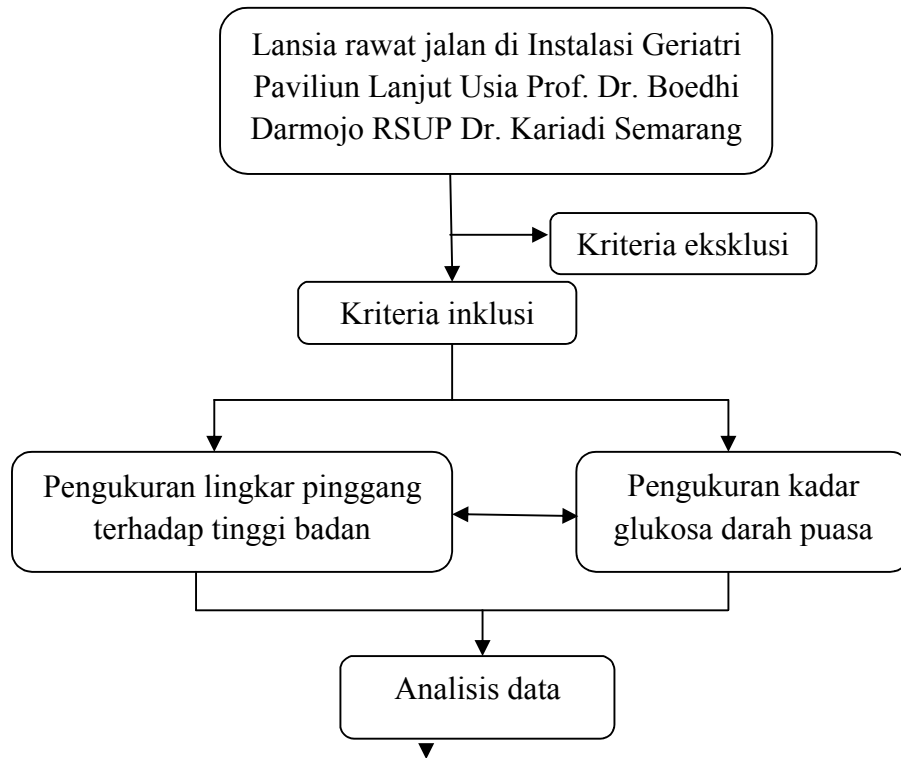 Lansia rawat jalan di Instalasi Geriatri
Paviliun Lanjut Usia Prof. Dr. Boedhi
Darmojo RSUP Dr. Kariadi Semarang
Kriteria eksklusi
Kriteria inklusi
Pengukuran lingkar pinggang
terhadap tinggi badan
Pengukuran kadar
glukosa darah puasa
Analisis data